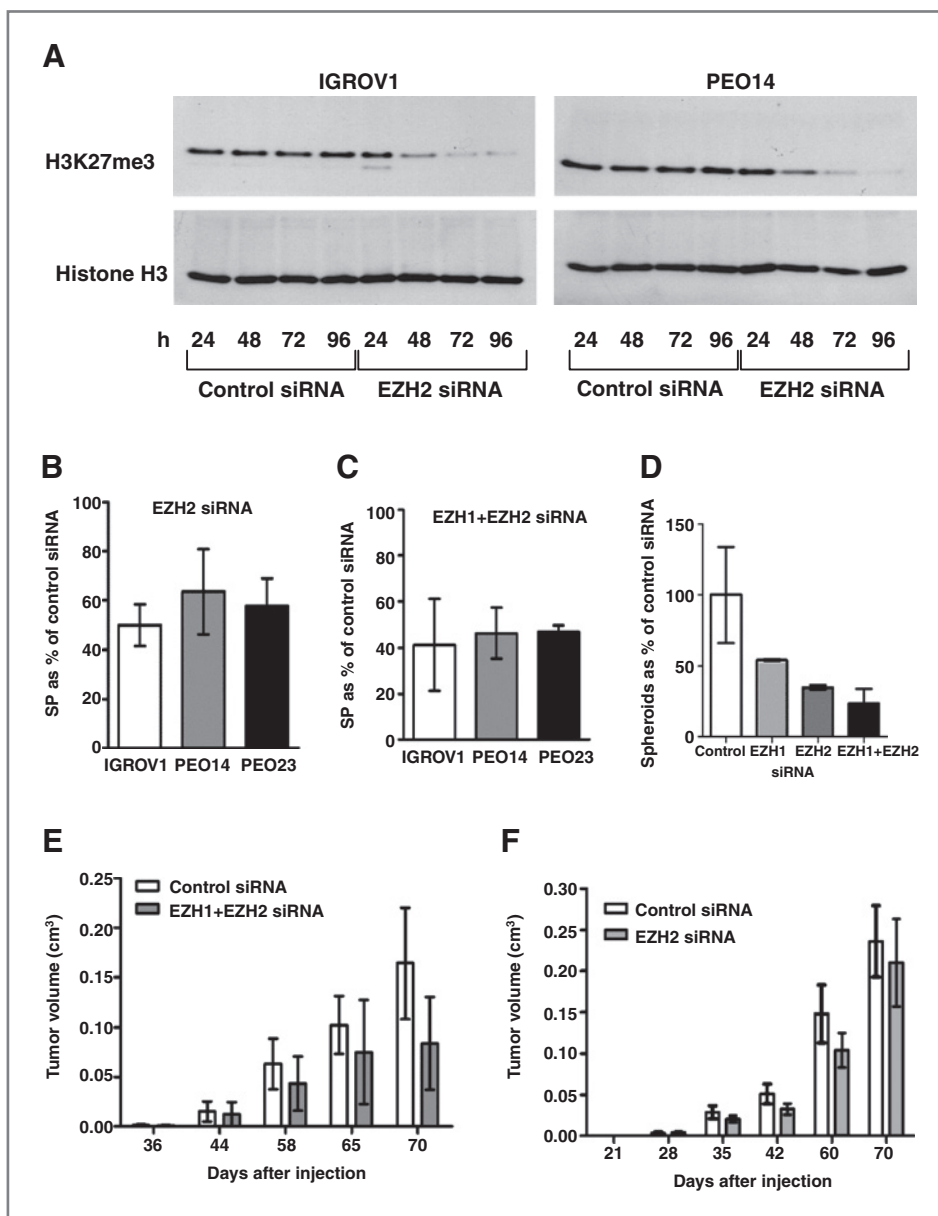 A
IGROV1 PEO14
H3K27me3
Histone H3
h 24 48 72 96 24 48 72 96 24 48 72 96 24 48 72 96
Control siRNA EZH2 siRNA Control siRNA EZH2 siRNA
B
EZH2 siRNA
SP as % of control siRNA
100
80
60
40
20
0
IGROV1 PEO14 PEO23
C
EZH1+EZH2 siRNA
SP as % of control siRNA
100
80
60
40
20
0
IGROV1 PEO14 PEO23
D
Spheroids as % of control siRNA
150
100
50
0
Control EZH1 EZH2 EZH1+EZH2
siRNA
E
Control siRNA
EZH1+EZH2 siRNA
Tumor volume (cm³)
0.25
0.20
0.15
0.10
0.05
0.00
36 44 58 65 70
Days after injection
F
Control siRNA
EZH2 siRNA
Tumor volume (cm³)
0.30
0.25
0.20
0.15
0.10
0.05
0.00
21 28 35 42 60 70
Days after injection